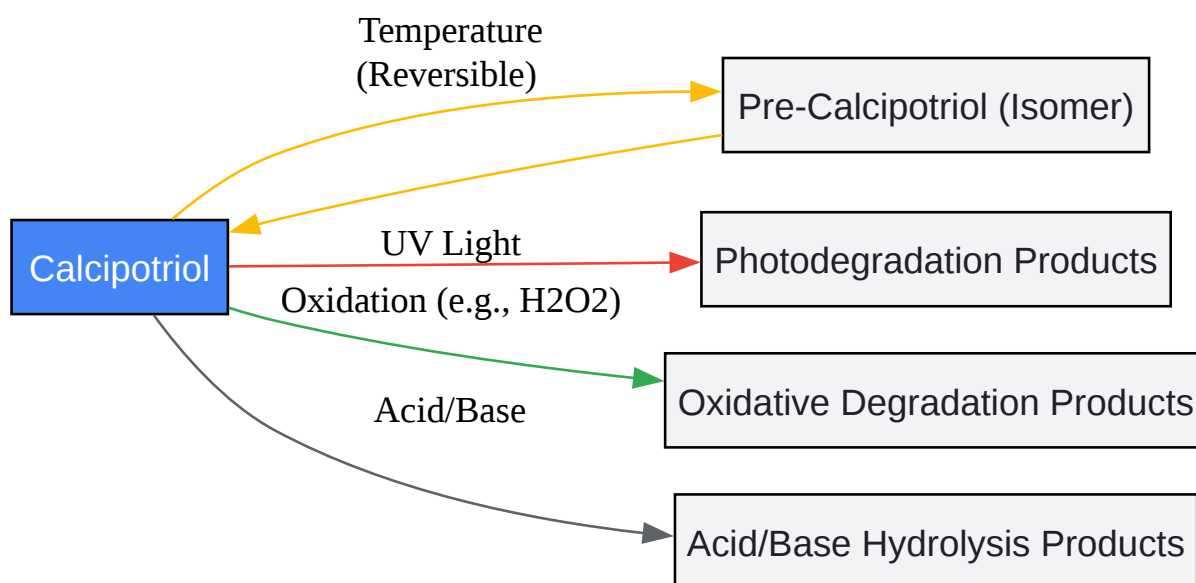 Temperature
(Reversible)
Pre-Calcipotriol (Isomer)
Calcipotriol
UV Light
Photodegradation Products
Oxidation (e.g., H2O2)
Oxidative Degradation Products
Acid/Base
Acid/Base Hydrolysis Products